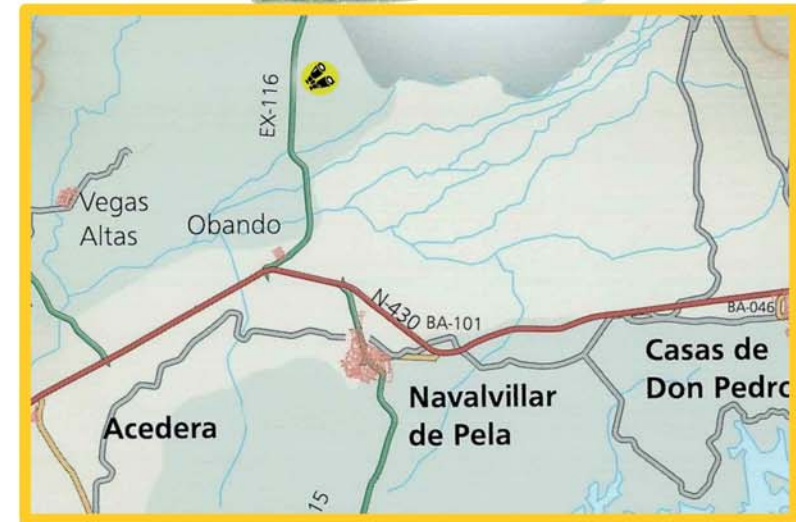 EX-116
Vegas
Altas
Obando
N-430
BA-101
BA-046
Casas de
Don Pedro
Navalvillar
de Pela
Acedera
15